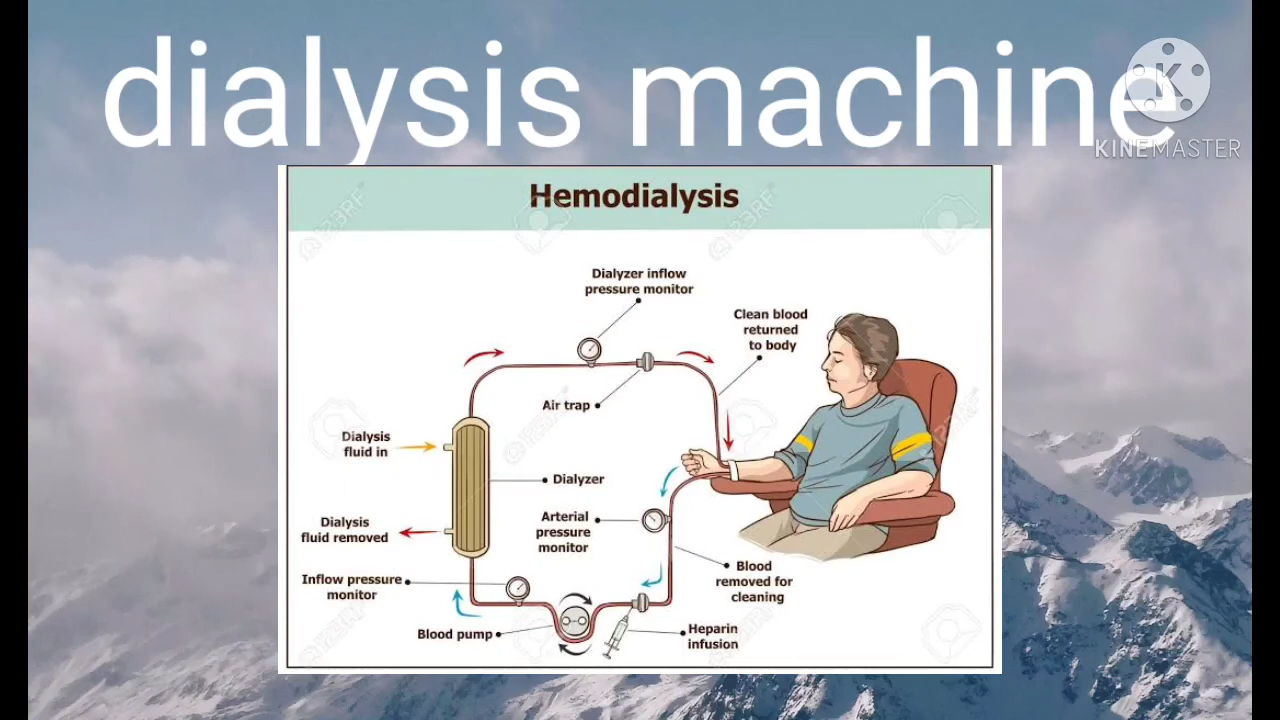 dialysis machine
KINEMASTER
Hemodialysis
Dialyzer inflow
pressure monitor
Clean blood
returned
to body
Air trap
Dialysis
fluid in
Dialyzer
Dialysis
fluid removed
Arterial
pressure
monitor
Inflow pressure
monitor
Blood
removed for
cleaning
Blood pump
Heparin
infusion